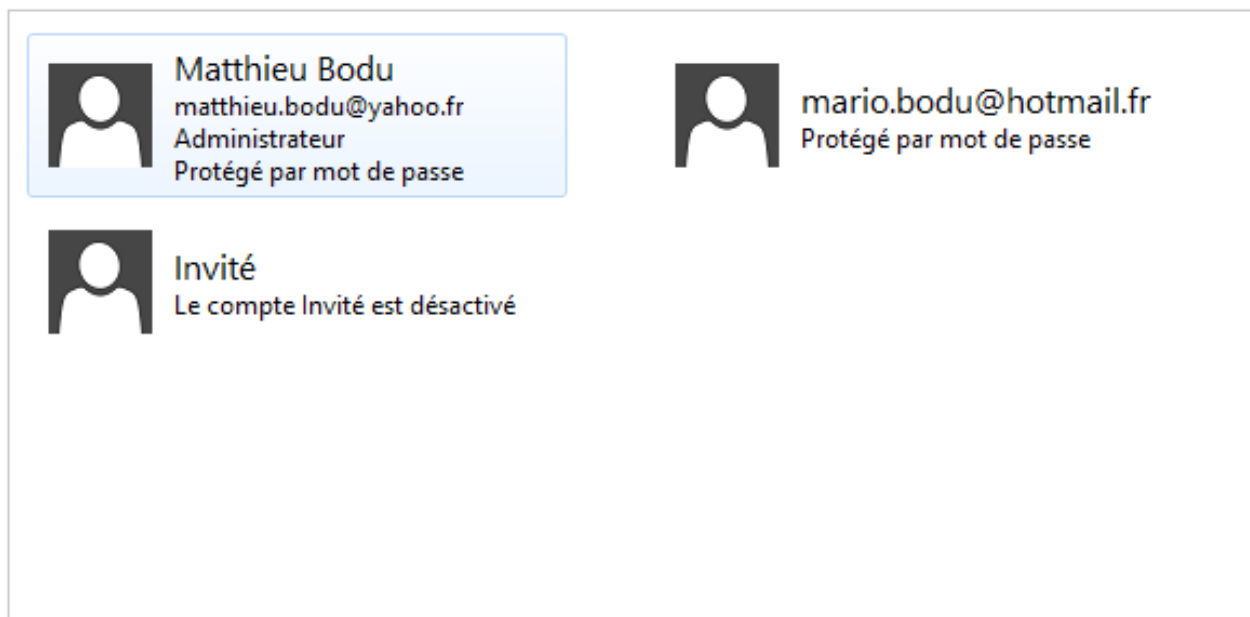 Matthieu Bodu
matthieu.bodu@yahoo.fr
Administrateur
Protégé par mot de passe
mario.bodu@hotmail.fr
Protégé par mot de passe
Invité
Le compte Invité est désactivé